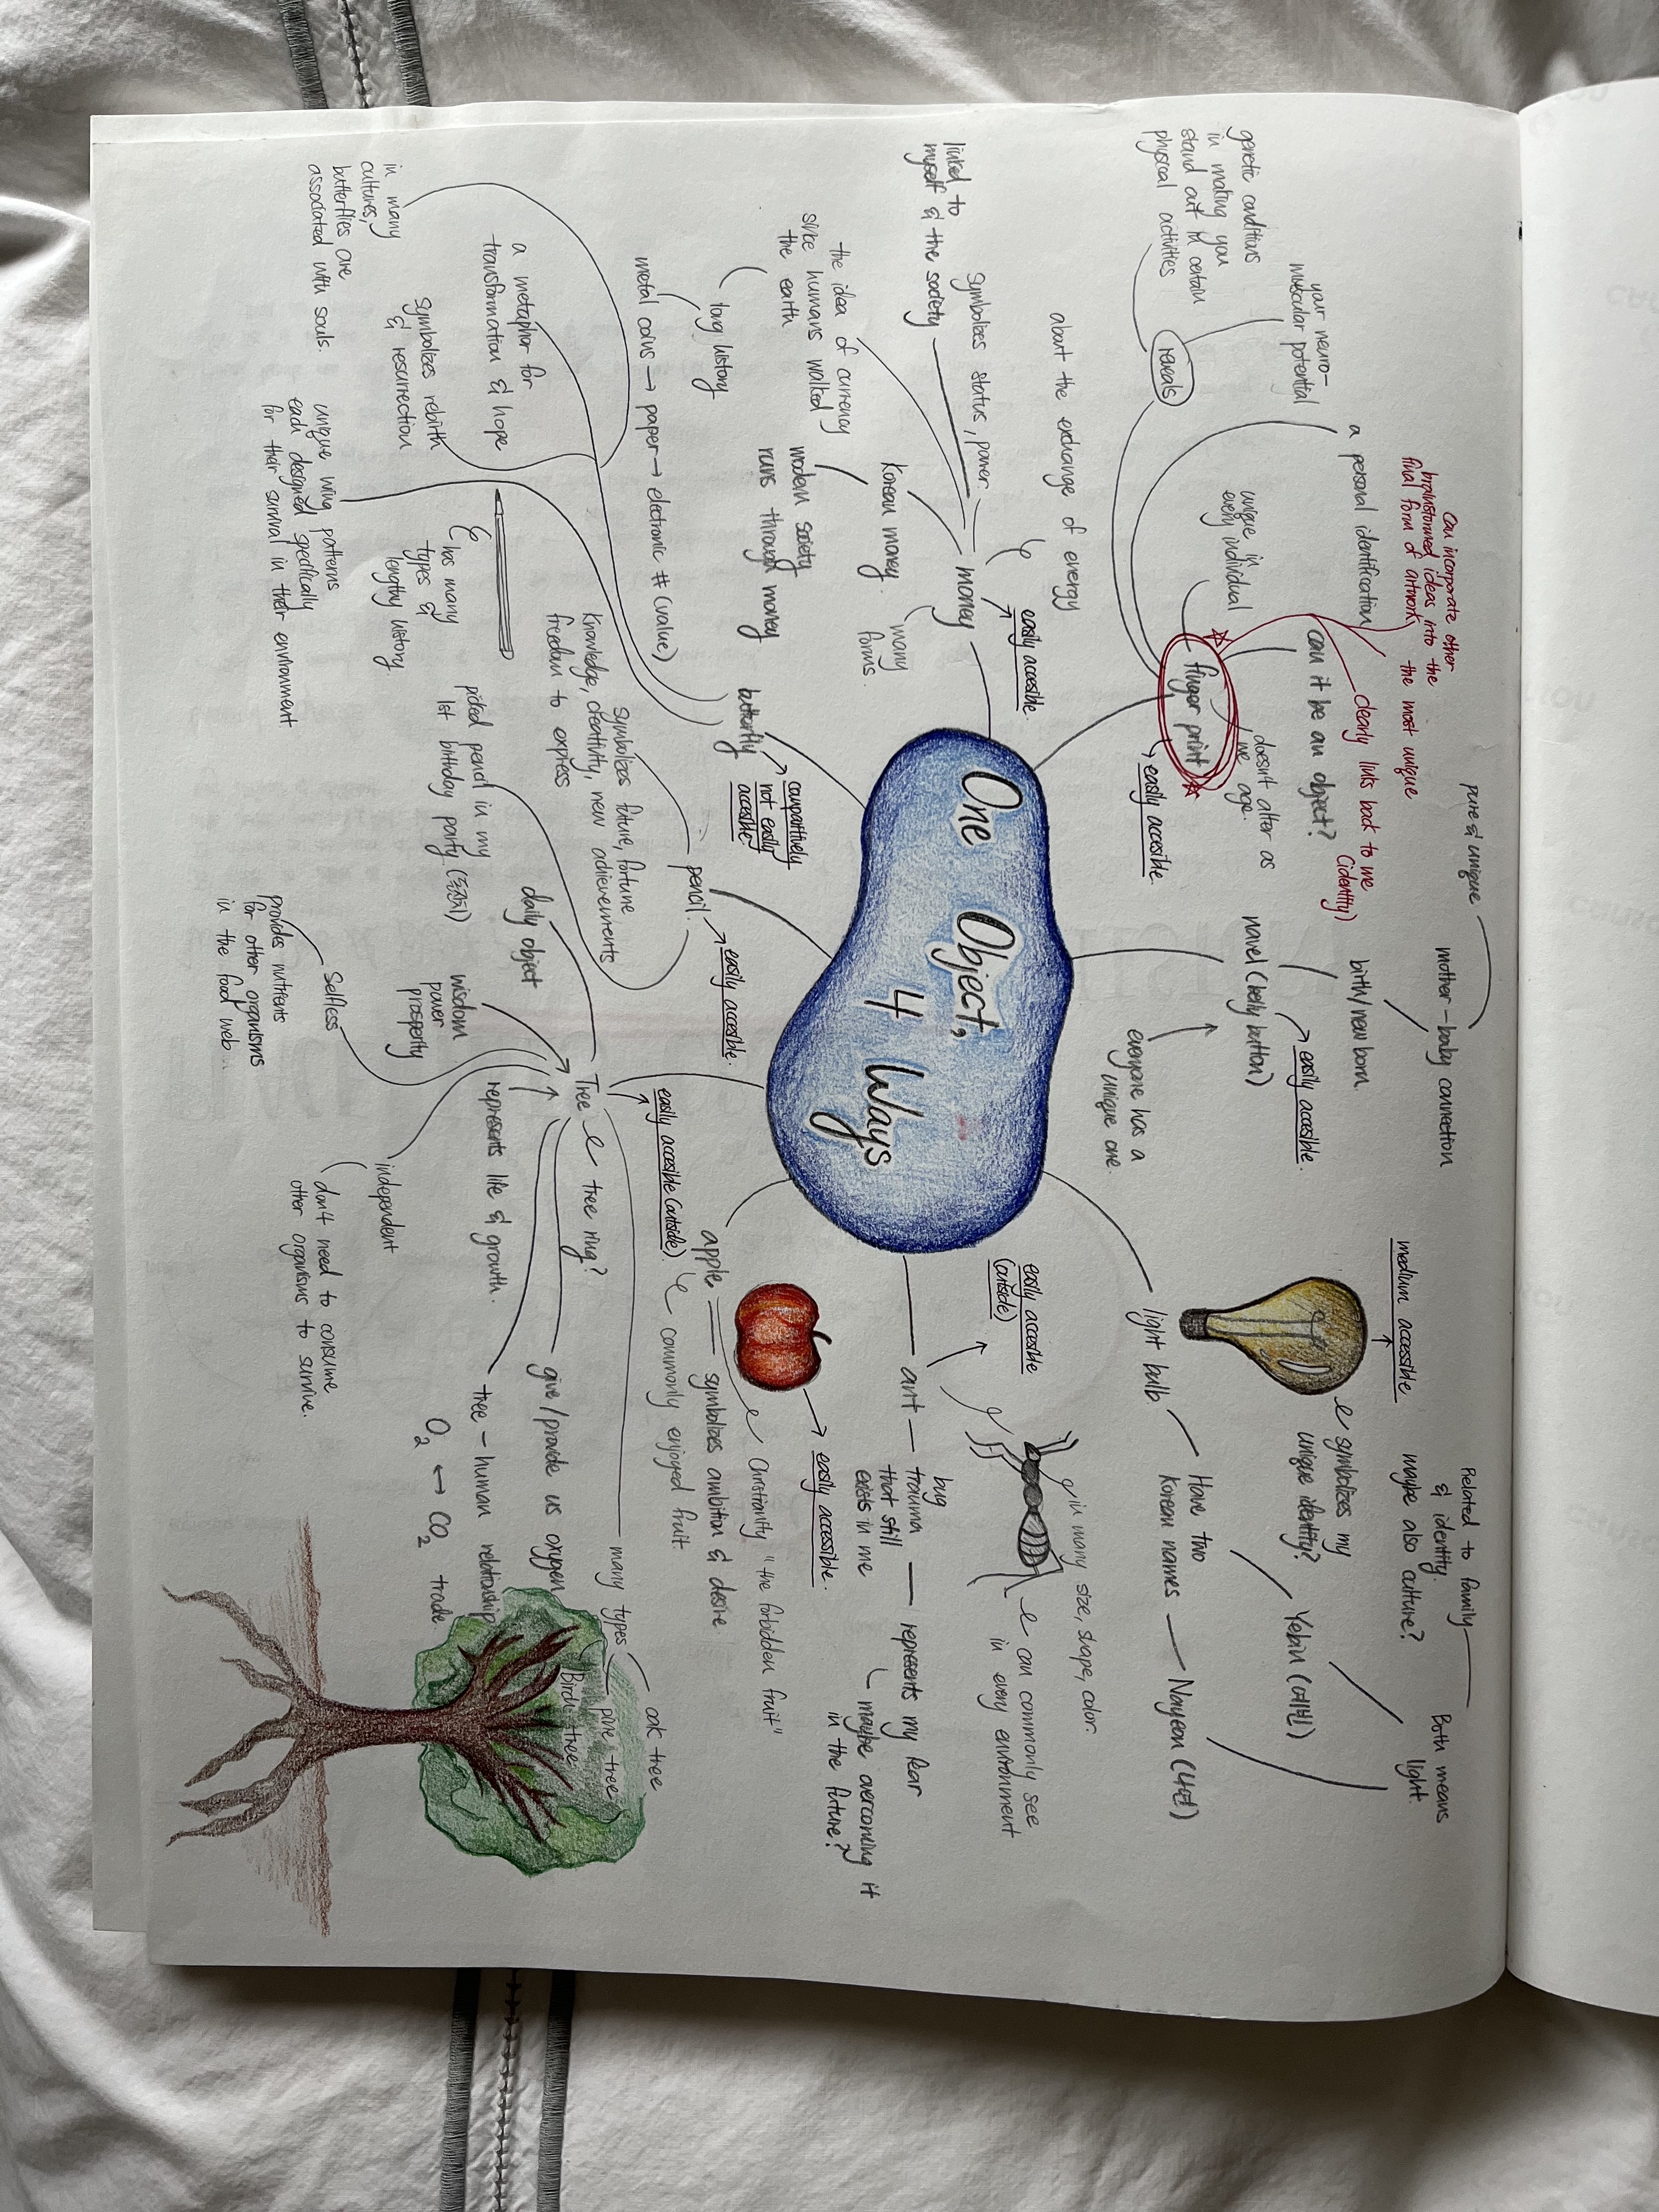 One Object,
4 Ways
finger print
easily accessible
doesn't alter as
we age.
can it be an object?
unique in
every individual
a personal identification
reveals
your neuro-
muscular potential
genetic conditions
in making you
stand out in certain
physical activities
can incorporate other
brainstormed ideas into the
final form of artwork
the most unique
clearly links back to me
(identity)
navel (belly button)
easily accessible.
everyone has a
unique one.
birth/new born
mother-baby connection
pure & unique
light bulb
medium accessible
symbolizes my
unique identity?
Have two
Korean names
Yebin (예빈)
Nayeon (나연)
Both means
light.
Related to family
& identity.
maybe also culture?
ant
easily accessible
(outside)
in many size, shape, color.
can commonly see
in every environment
bug
trauma
that still
exists in me
represents my fear
maybe overcoming it
in the future?
apple
easily accessible.
Christianity "the forbidden fruit"
symbolizes ambition & desire
commonly enjoyed fruit.
Tree
easily accesible (outside)
tree ring?
many types
oak tree
pine tree
Birch tree
give/provide us oxygen
tree - human relationship
O₂ ↔ CO₂ trade
represents life & growth.
independent
don't need to consume
other organisms to survive.
Selfless
provides nutrients
for other organisms
in the food web..
wisdom
power
prosperity
daily object
pencil.
easily accessible.
symbolizes future, fortune
knowledge, creativity, new achievements
freedom to express
picked pencil in my
1st birthday party (돌잡이)
has many
types &
lengthy history
butterfly
comparitively
not easily
accesible
unique wing patterns
each designed specifically
for their survival in their environment
symbolizes rebirth
& resurrection
a metaphor for
transformation & hope
in many
cultures,
butterflies are
associated with souls.
money
easily accessible.
about the exchange of energy
symbolizes status, power
linked to
myself & the society
the idea of currency
since humans walked
the earth
Korean money
many
forms.
modern society
runs through money
long history
metal coins → paper → electronic # (value)